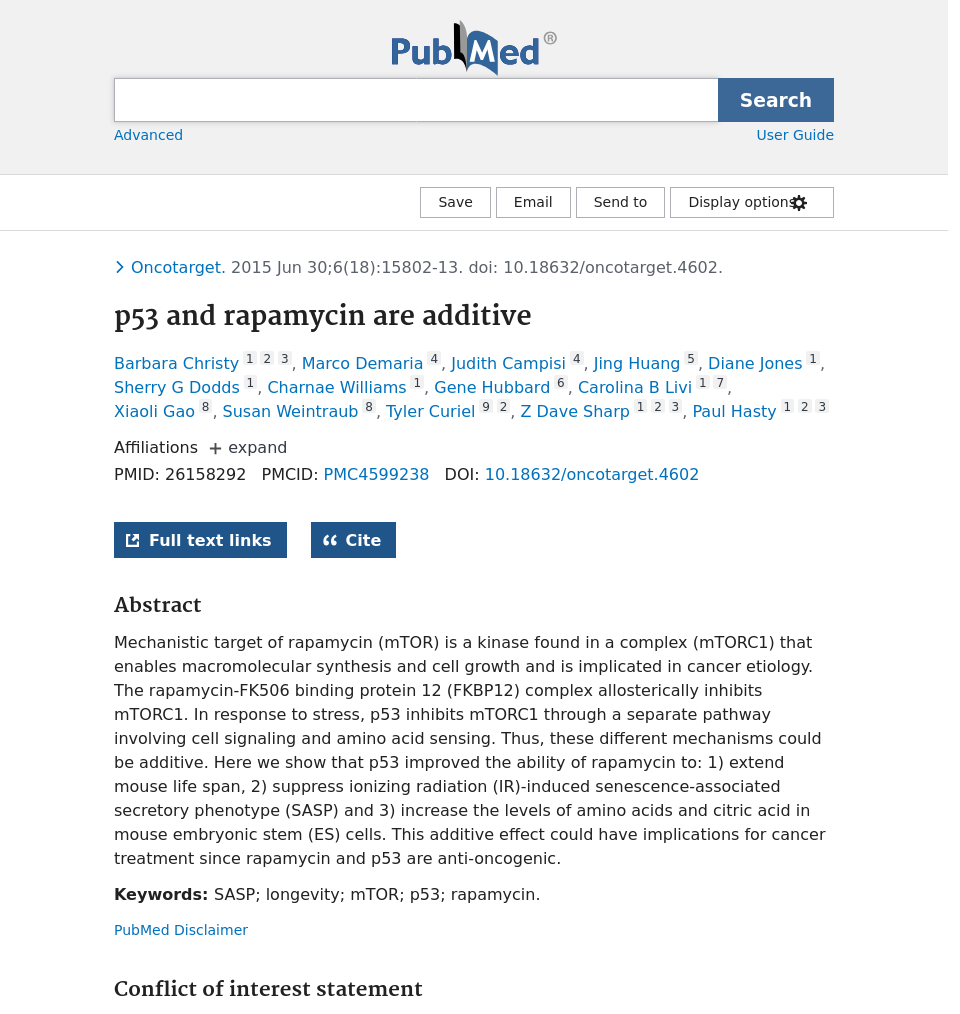 PubMed®
Search
Advanced User Guide
Save Email Send to Display options
Oncotarget. 2015 Jun 30;6(18):15802-13. doi: 10.18632/oncotarget.4602.
p53 and rapamycin are additive
Barbara Christy 1 2 3, Marco Demaria 4, Judith Campisi 4, Jing Huang 5, Diane Jones 1,
Sherry G Dodds 1, Charnae Williams 1, Gene Hubbard 6, Carolina B Livi 1 7,
Xiaoli Gao 8, Susan Weintraub 8, Tyler Curiel 9 2, Z Dave Sharp 1 2 3, Paul Hasty 1 2 3
Affiliations + expand
PMID: 26158292 PMCID: PMC4599238 DOI: 10.18632/oncotarget.4602
Full text links Cite
Abstract
Mechanistic target of rapamycin (mTOR) is a kinase found in a complex (mTORC1) that
enables macromolecular synthesis and cell growth and is implicated in cancer etiology.
The rapamycin-FK506 binding protein 12 (FKBP12) complex allosterically inhibits
mTORC1. In response to stress, p53 inhibits mTORC1 through a separate pathway
involving cell signaling and amino acid sensing. Thus, these different mechanisms could
be additive. Here we show that p53 improved the ability of rapamycin to: 1) extend
mouse life span, 2) suppress ionizing radiation (IR)-induced senescence-associated
secretory phenotype (SASP) and 3) increase the levels of amino acids and citric acid in
mouse embryonic stem (ES) cells. This additive effect could have implications for cancer
treatment since rapamycin and p53 are anti-oncogenic.
Keywords: SASP; longevity; mTOR; p53; rapamycin.
PubMed Disclaimer
Conflict of interest statement